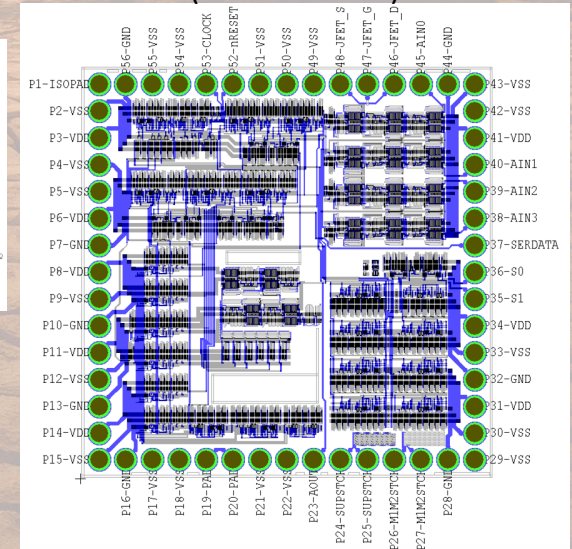 P56-GND
P55-VSS
P54-VSS
P53-CLOCK
P52-nRESET
P51-VSS
P50-VSS
P49-VSS
P48-JFET_S
P47-JFET_G
P46-JFET_D
P45-AIN0
P44-GND
P1-ISOPAD
P43-VSS
P2-VSS
P42-VSS
P3-VDD
P41-VDD
P4-VSS
P40-AIN1
P5-VSS
P39-AIN2
P6-VDD
P38-AIN3
P7-GND
P37-SERDATA
P8-VDD
P36-S0
P9-VSS
P35-S1
P10-GND
P34-VDD
P11-VDD
P33-VSS
P12-VSS
P32-GND
P13-GND
P31-VDD
P14-VDD
P30-VSS
P15-VSS
P29-VSS
P16-GND
P17-VSS
P18-VSS
P19-PAD
P20-PAD
P21-VSS
P22-VSS
P23-AOUT
P24-SUPSTCK
P25-SUPSTCK
P26-M1M2STCK
P27-M1M2STCK
P28-GND